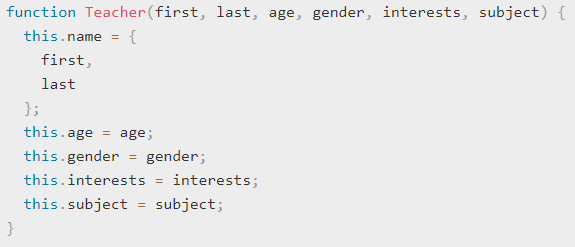 function Teacher(first, last, age, gender, interests, subject) {
  this.name = {
    first,
    last
  };
  this.age = age;
  this.gender = gender;
  this.interests = interests;
  this.subject = subject;
}